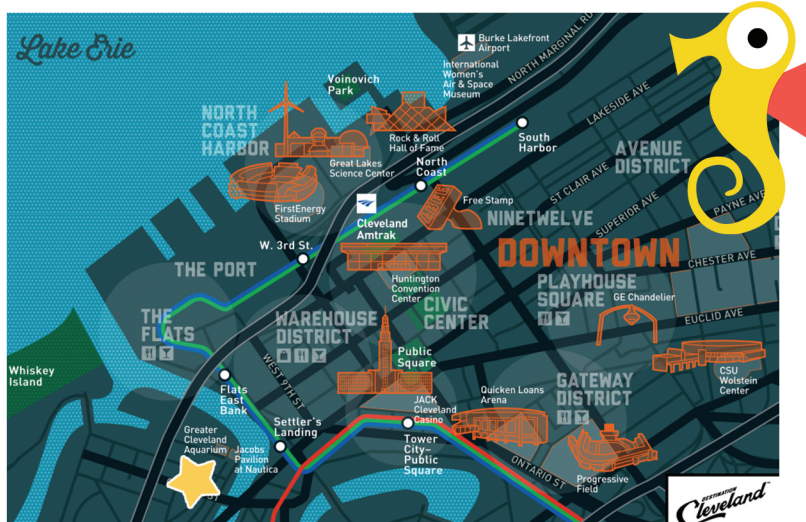 Lake Erie
Burke Lakefront
Airport
International
Women's
Air & Space
Museum
NORTH MARGINAL RD
Voinovich
Park
NORTH
COAST
HARBOR
Rock & Roll
Hall of Fame
Great Lakes
Science Center
FirstEnergy
Stadium
North
Coast
South
Harbor
LAKESIDE AVE
AVENUE
DISTRICT
ST CLAIR AVE
SUPERIOR AVE
PAYNE AVE
CHESTER AVE
EUCLID AVE
Free Stamp
NINETWELVE
Cleveland
Amtrak
W. 3rd St.
THE PORT
DOWNTOWN
Huntington
Convention
Center
PLAYHOUSE
SQUARE
GE Chandelier
CIVIC
CENTER
THE
FLATS
WAREHOUSE
DISTRICT
WEST 9TH ST
Public
Square
Whiskey
Island
Flats
East
Bank
CSU
Wolstein
Center
GATEWAY
DISTRICT
Quicken Loans
Arena
JACK
Cleveland
Casino
Settler's
Landing
Greater
Cleveland
Aquarium
Jacobs
Pavilion
at Nautica
Tower
City–
Public
Square
ONTARIO ST
Progressive
Field
DESTINATION
Cleveland